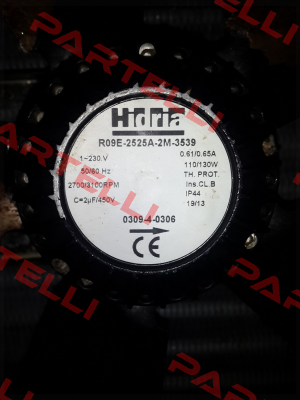 PARTELLI
Hidria
R09E-2525A-2M-3539
1~230.V 0.61/0.65A
50/60.Hz 110/130W
2700/3100RPM TH. PROT.
C=2µF/450V Ins.CL.B
IP44
19/13
0309-4-0306
CE
PARTELLI
PARTELLI